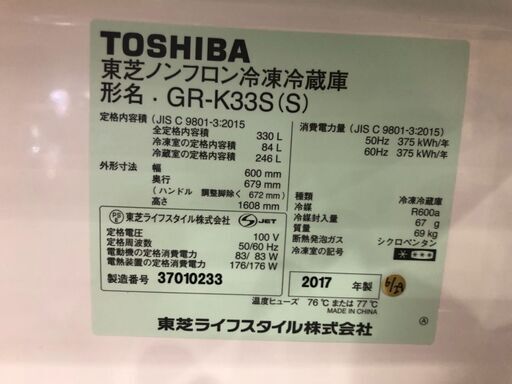 TOSHIBA
東芝ノンフロン冷凍冷蔵庫
形名・GR-K33S(S)
定格内容積 (JIS C 9801-3:2015
全定格内容積 330 L
冷凍室の定格内容積 84 L
冷蔵室の定格内容積 246 L
外形寸法 幅 600 mm
奥行 679 mm
(ハンドル 調整脚除く 672 mm)
高さ 1608 mm
PS E 東芝ライフスタイル株式会社 S JET
定格電圧 100 V
定格周波数 50/60 Hz
電動機の定格消費電力 83/ 83 W
電熱装置の定格消費電力 176/176 W
製造番号 37010233
消費電力量 (JIS C 9801-3:2015)
50Hz 375 kWh/年
60Hz 375 kWh/年
種類 冷凍冷蔵庫
冷媒 R600a
冷媒封入量 67 g
質量 69 kg
断熱発泡ガス シクロペンタン
冷凍室の記号 * ***
2017 年製
温度ヒューズ 76℃ または 77℃
MADE IN CHINA
東芝ライフスタイル株式会社
A